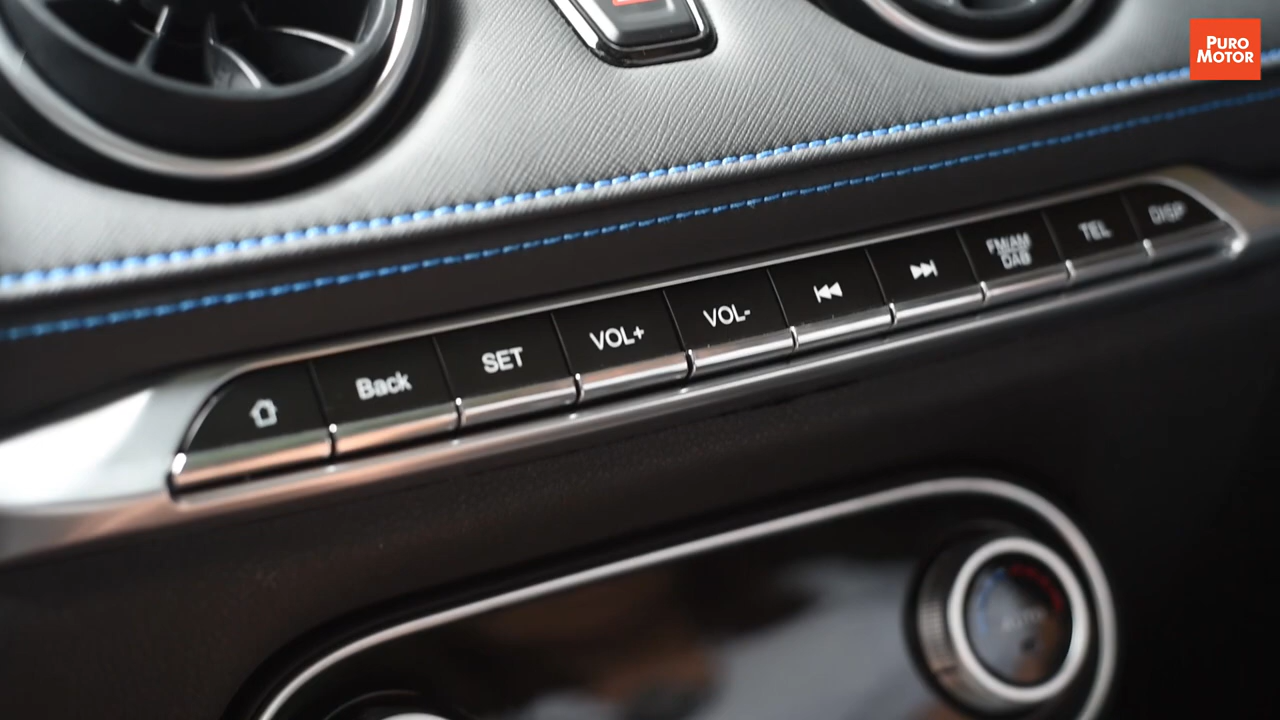 PURO
MOTOR
Back
SET
VOL+
VOL-
FM/AM
DAB
TEL
DISP
AUTO